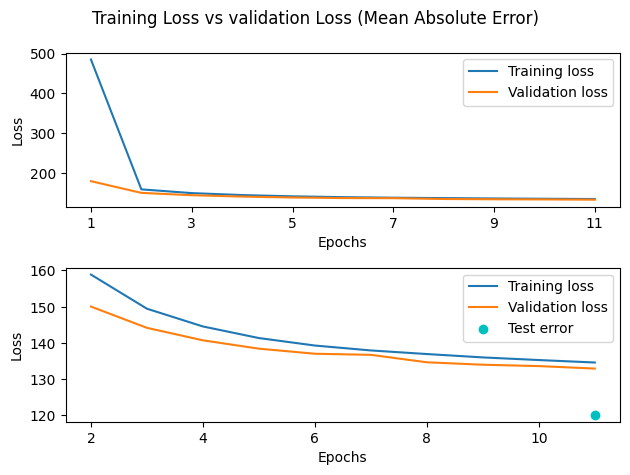 Training Loss vs validation Loss (Mean Absolute Error)
500
400
300
200
Loss
Training loss
Validation loss
1 3 5 7 9 11
Epochs
160
150
140
130
120
Loss
Training loss
Validation loss
Test error
2 4 6 8 10
Epochs